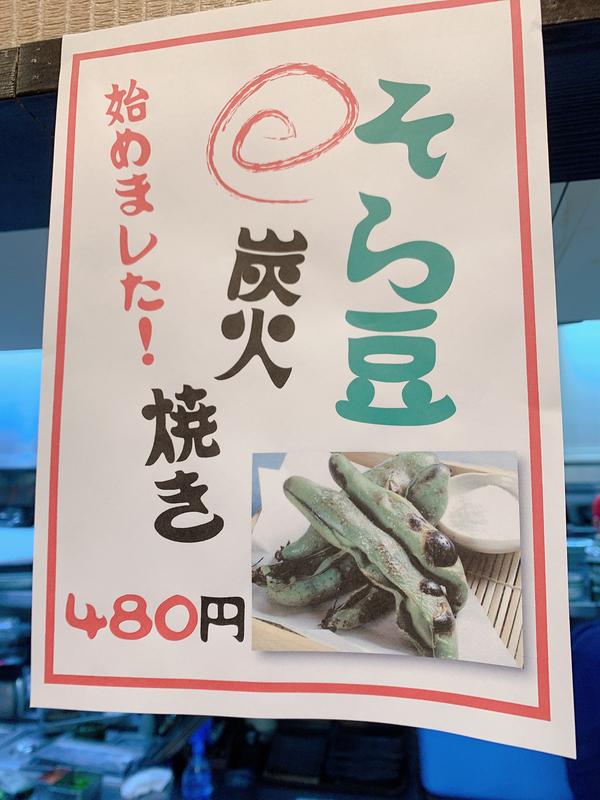 そら豆
炭火
焼き
始めました!
480円